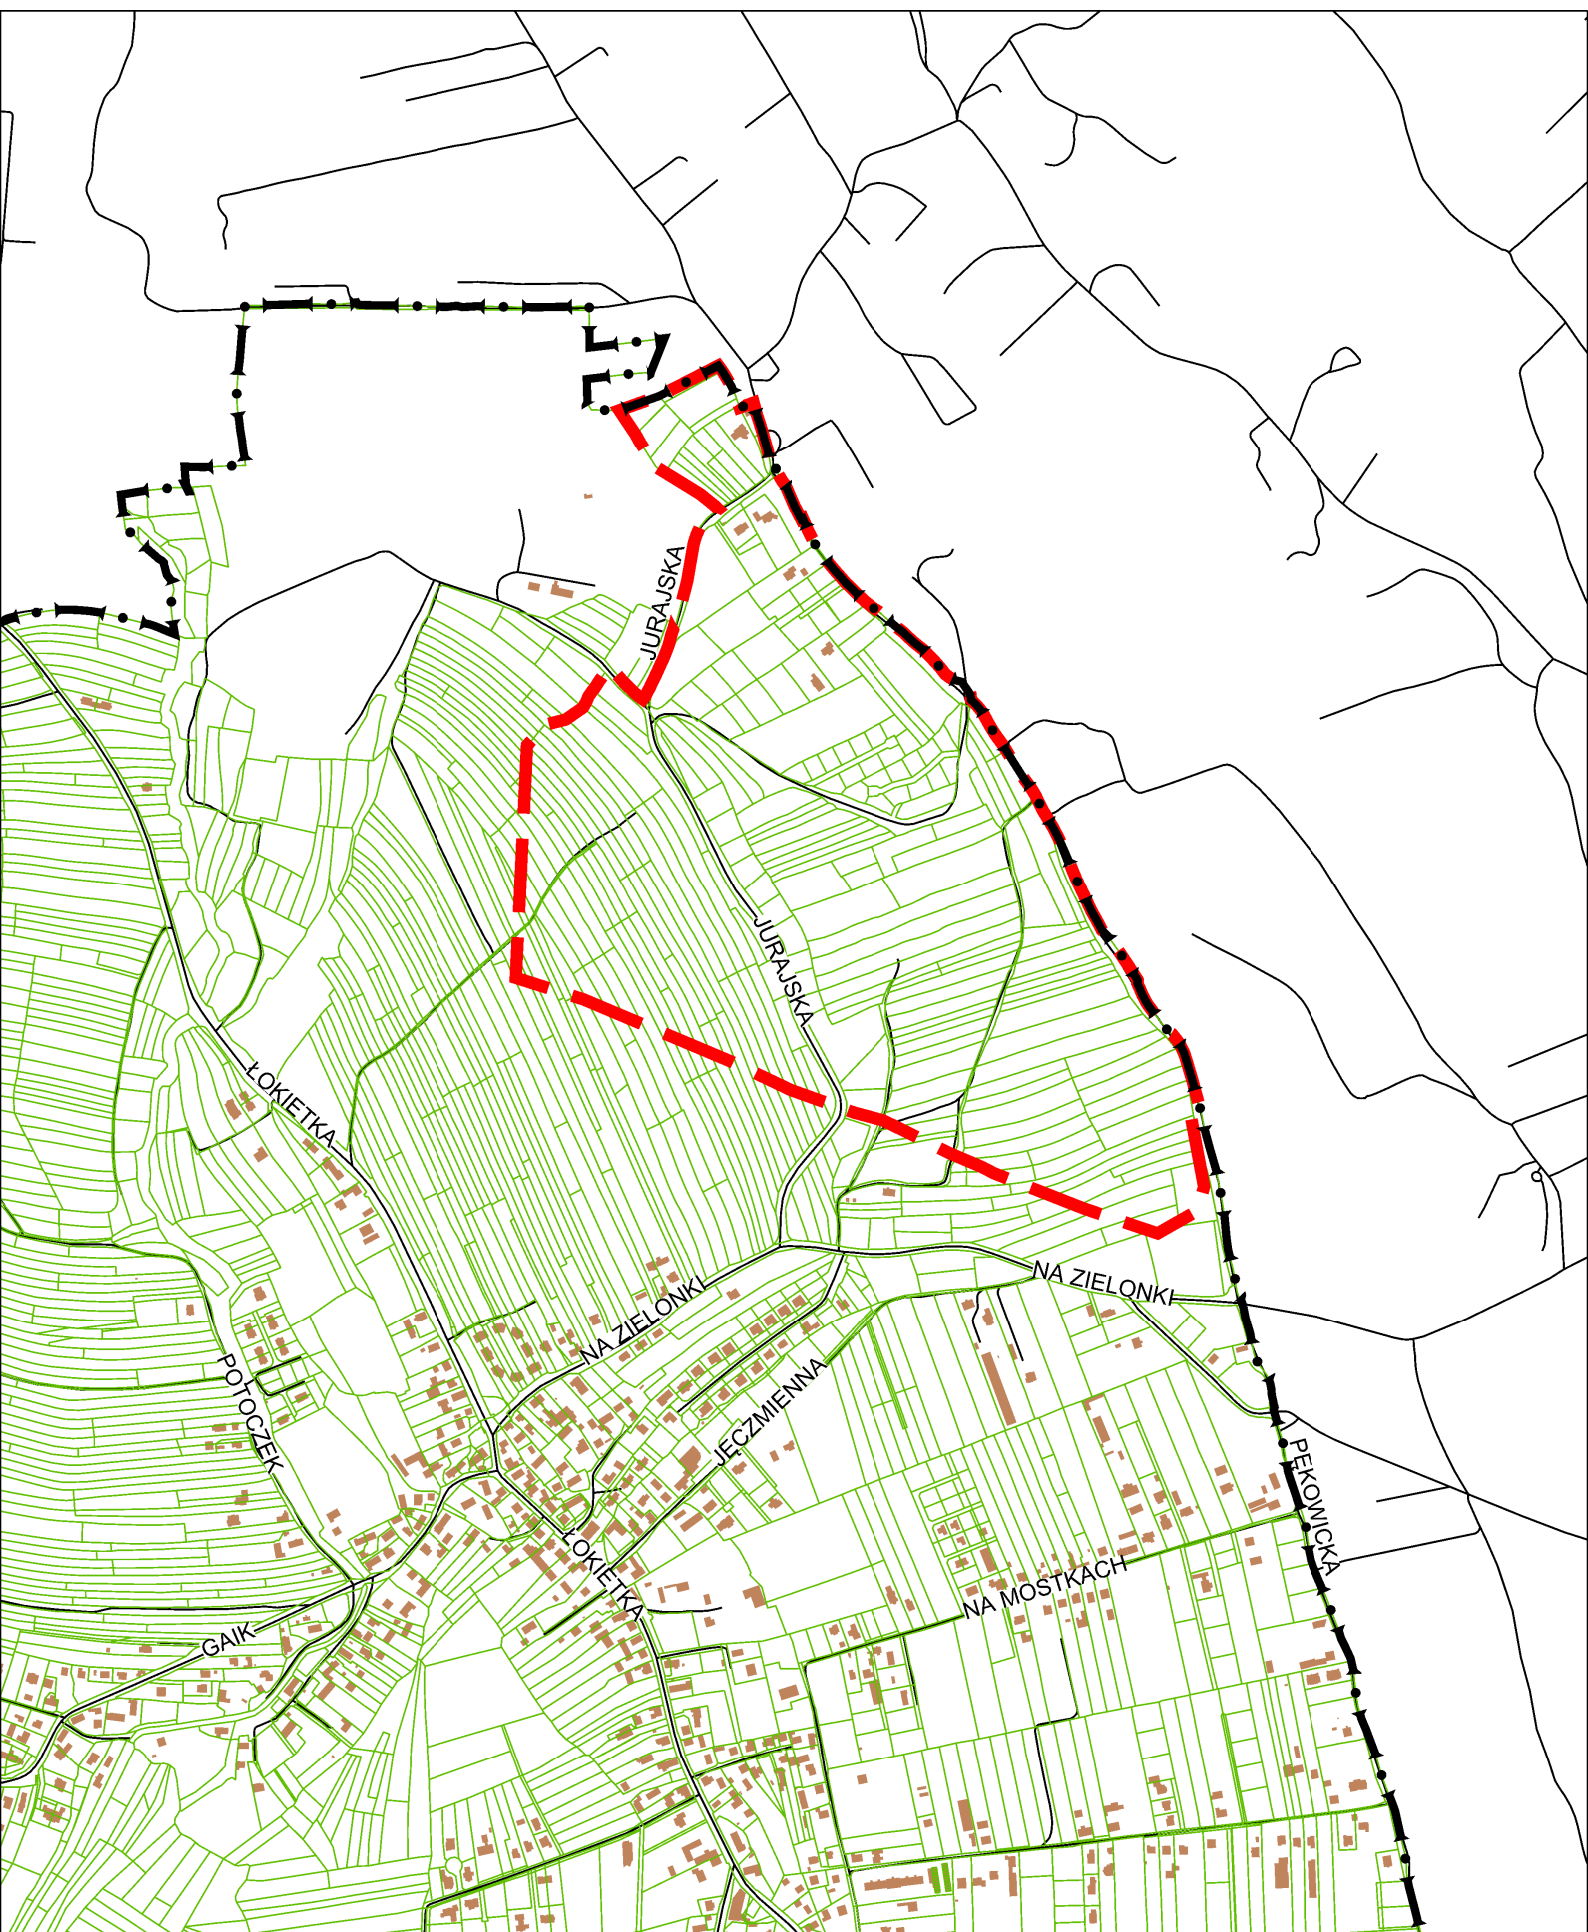 JURAJSKA
JURAJSKA
ŁOKIETKA
NA ZIELONKI
NA ZIELONKI
POTOCZEK
JĘCZMIENNA
PĘKOWICKA
ŁOKIETKA
NA MOSTKACH
GAIK